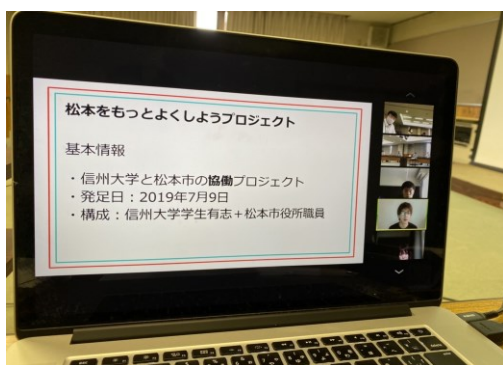 松本をもっとよくしようプロジェクト
基本情報
・信州大学と松本市の協働プロジェクト
・発足日：2019年7月9日
・構成：信州大学学生有志＋松本市役所職員